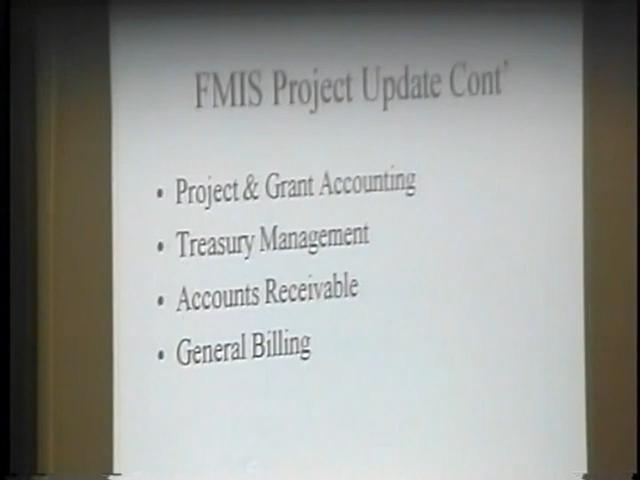 FMIS Project Update Cont'
• Project & Grant Accounting
• Treasury Management
• Accounts Receivable
• General Billing